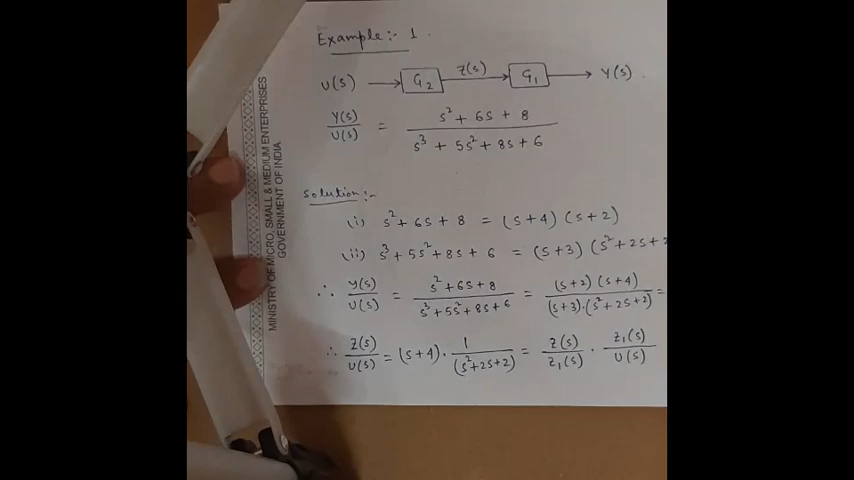 Example:- 1.
U(s) → G₂ Z(s) → G₁ → Y(s).
Y(s)/U(s) = (s² + 6s + 8)/(s³ + 5s² + 8s + 6)
Solution:-
(i) s² + 6s + 8 = (s+4) (s+2)
(ii) s³ + 5s² + 8s + 6 = (s+3) (s² + 2s + 2
∴ Y(s)/U(s) = (s² + 6s + 8)/(s³ + 5s² + 8s + 6) = (s+2) (s+4)/(s+3).(s² + 2s + 2) =
∴ Z(s)/U(s) = (s+4) . 1/(s² + 2s + 2) = Z(s)/Z₁(s) . Z₁(s)/U(s)
MINISTRY OF MICRO, SMALL & MEDIUM ENTERPRISES
GOVERNMENT OF INDIA